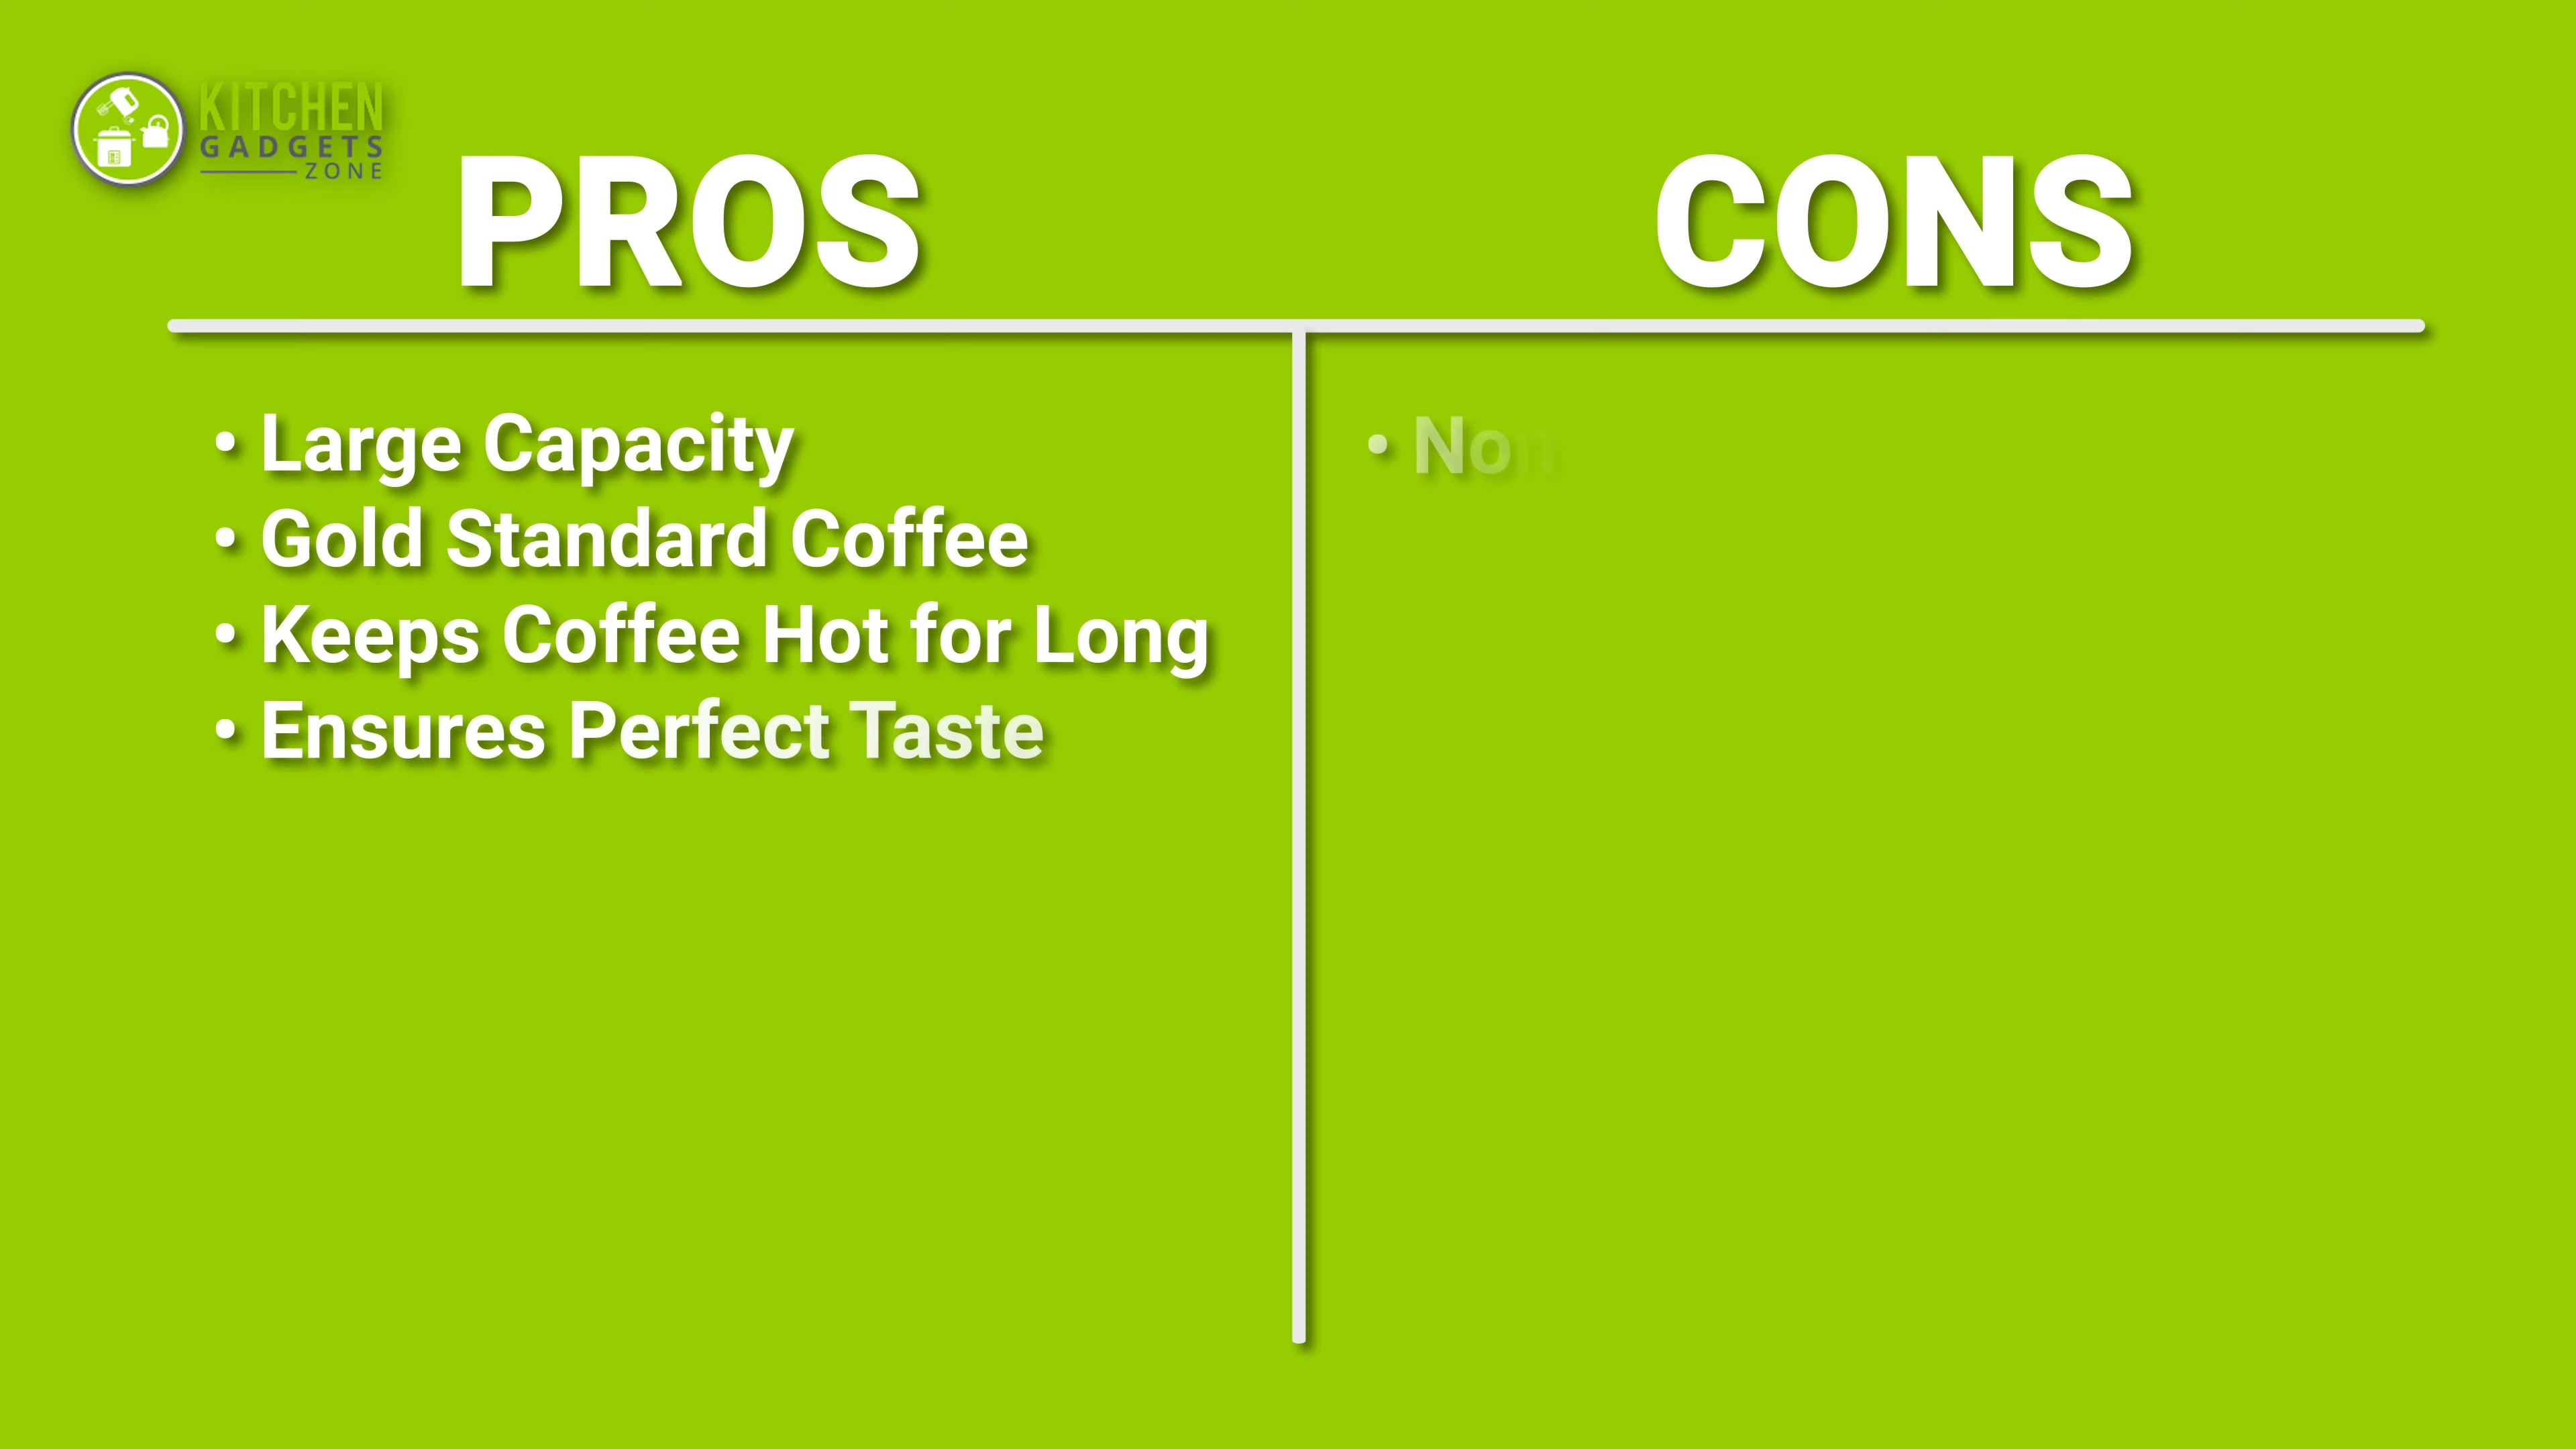 KITCHEN
GADGETS
ZONE
PROS
CONS
• Large Capacity
• Gold Standard Coffee
• Keeps Coffee Hot for Long
• Ensures Perfect Taste